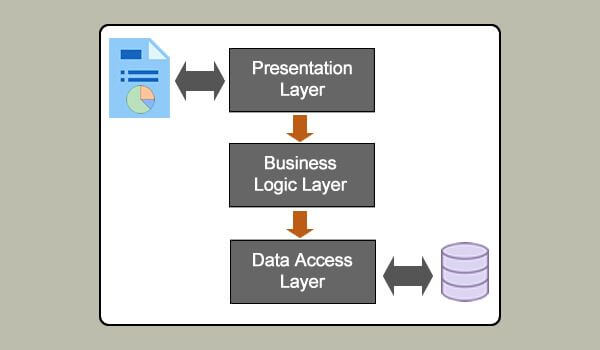 Presentation
Layer
Business
Logic Layer
Data Access
Layer